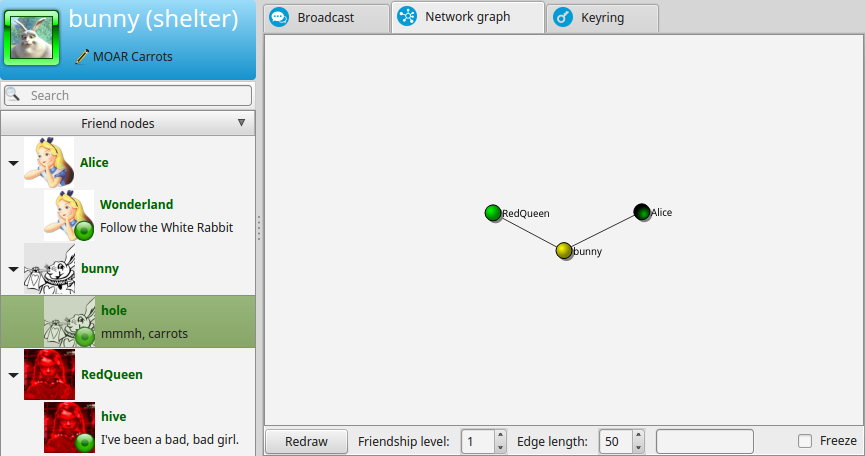 bunny (shelter)
MOAR Carrots
Search
Friend nodes
Alice
Wonderland
Follow the White Rabbit
bunny
hole
mmmh, carrots
RedQueen
hive
I've been a bad, bad girl.
Broadcast
Network graph
Keyring
RedQueen
Alice
bunny
Redraw
Friendship level:
1
Edge length:
50
Freeze